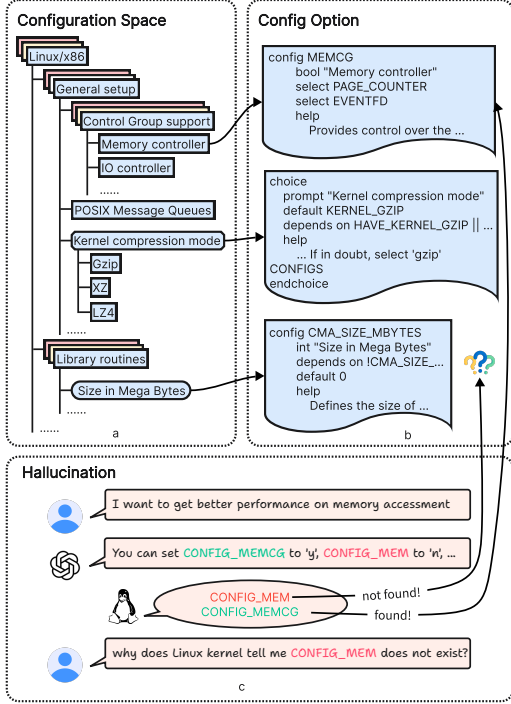 Configuration Space
Linux/x86
General setup
Control Group support
Memory controller
IO controller
......
POSIX Message Queues
Kernel compression mode
Gzip
XZ
LZ4
......
Library routines
Size in Mega Bytes
......
......
a
Config Option
config MEMCG
bool "Memory controller"
select PAGE_COUNTER
select EVENTFD
help
Provides control over the ...
choice
prompt "Kernel compression mode"
default KERNEL_GZIP
depends on HAVE_KERNEL_GZIP || ...
help
... If in doubt, select 'gzip'
CONFIGS
endchoice
config CMA_SIZE_MBYTES
int "Size in Mega Bytes"
depends on !CMA_SIZE_...
default 0
help
Defines the size of ...
???
b
Hallucination
I want to get better performance on memory accessment
You can set CONFIG_MEMCG to 'y', CONFIG_MEM to 'n', ...
CONFIG_MEM not found!
CONFIG_MEMCG found!
why does Linux kernel tell me CONFIG_MEM does not exist?
c